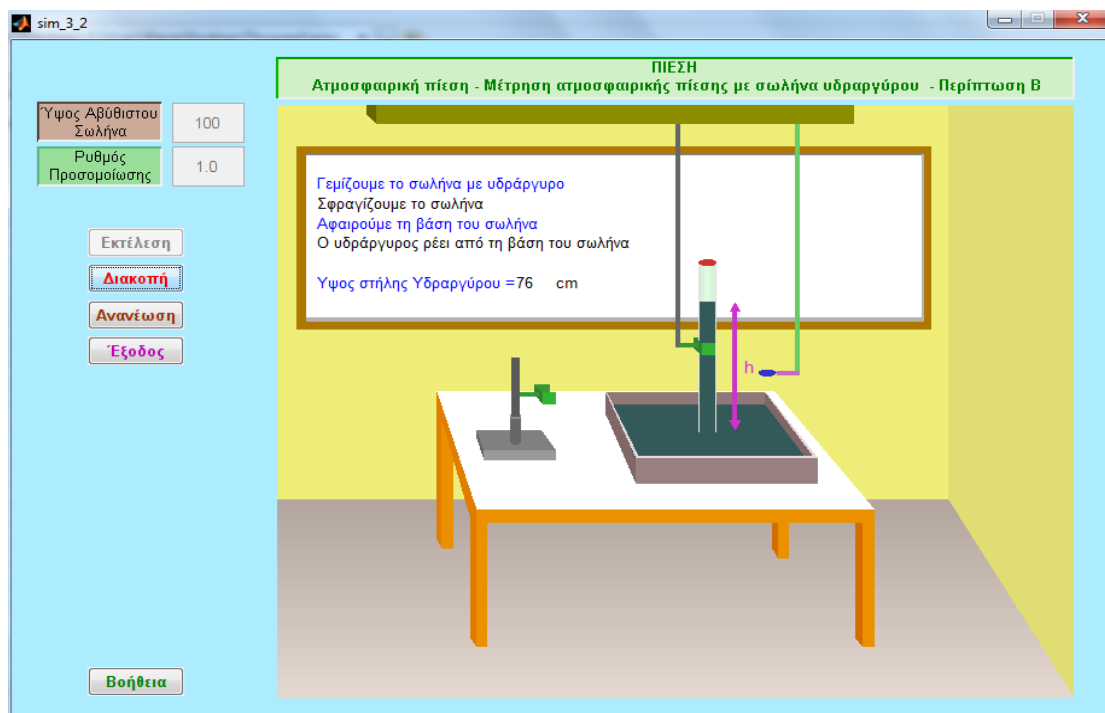 sim_3_2
ΠΙΕΣΗ
Ατμοσφαιρική πίεση - Μέτρηση ατμοσφαιρικής πίεσης με σωλήνα υδραργύρου - Περίπτωση Β
Ύψος Αβύθιστου
Σωλήνα
100
Ρυθμός
Προσομοίωσης
1.0
Εκτέλεση
Διακοπή
Ανανέωση
Έξοδος
Βοήθεια
Γεμίζουμε το σωλήνα με υδράργυρο
Σφραγίζουμε το σωλήνα
Αφαιρούμε τη βάση του σωλήνα
Ο υδράργυρος ρέει από τη βάση του σωλήνα
Υψος στήλης Υδραργύρου =76 cm
h